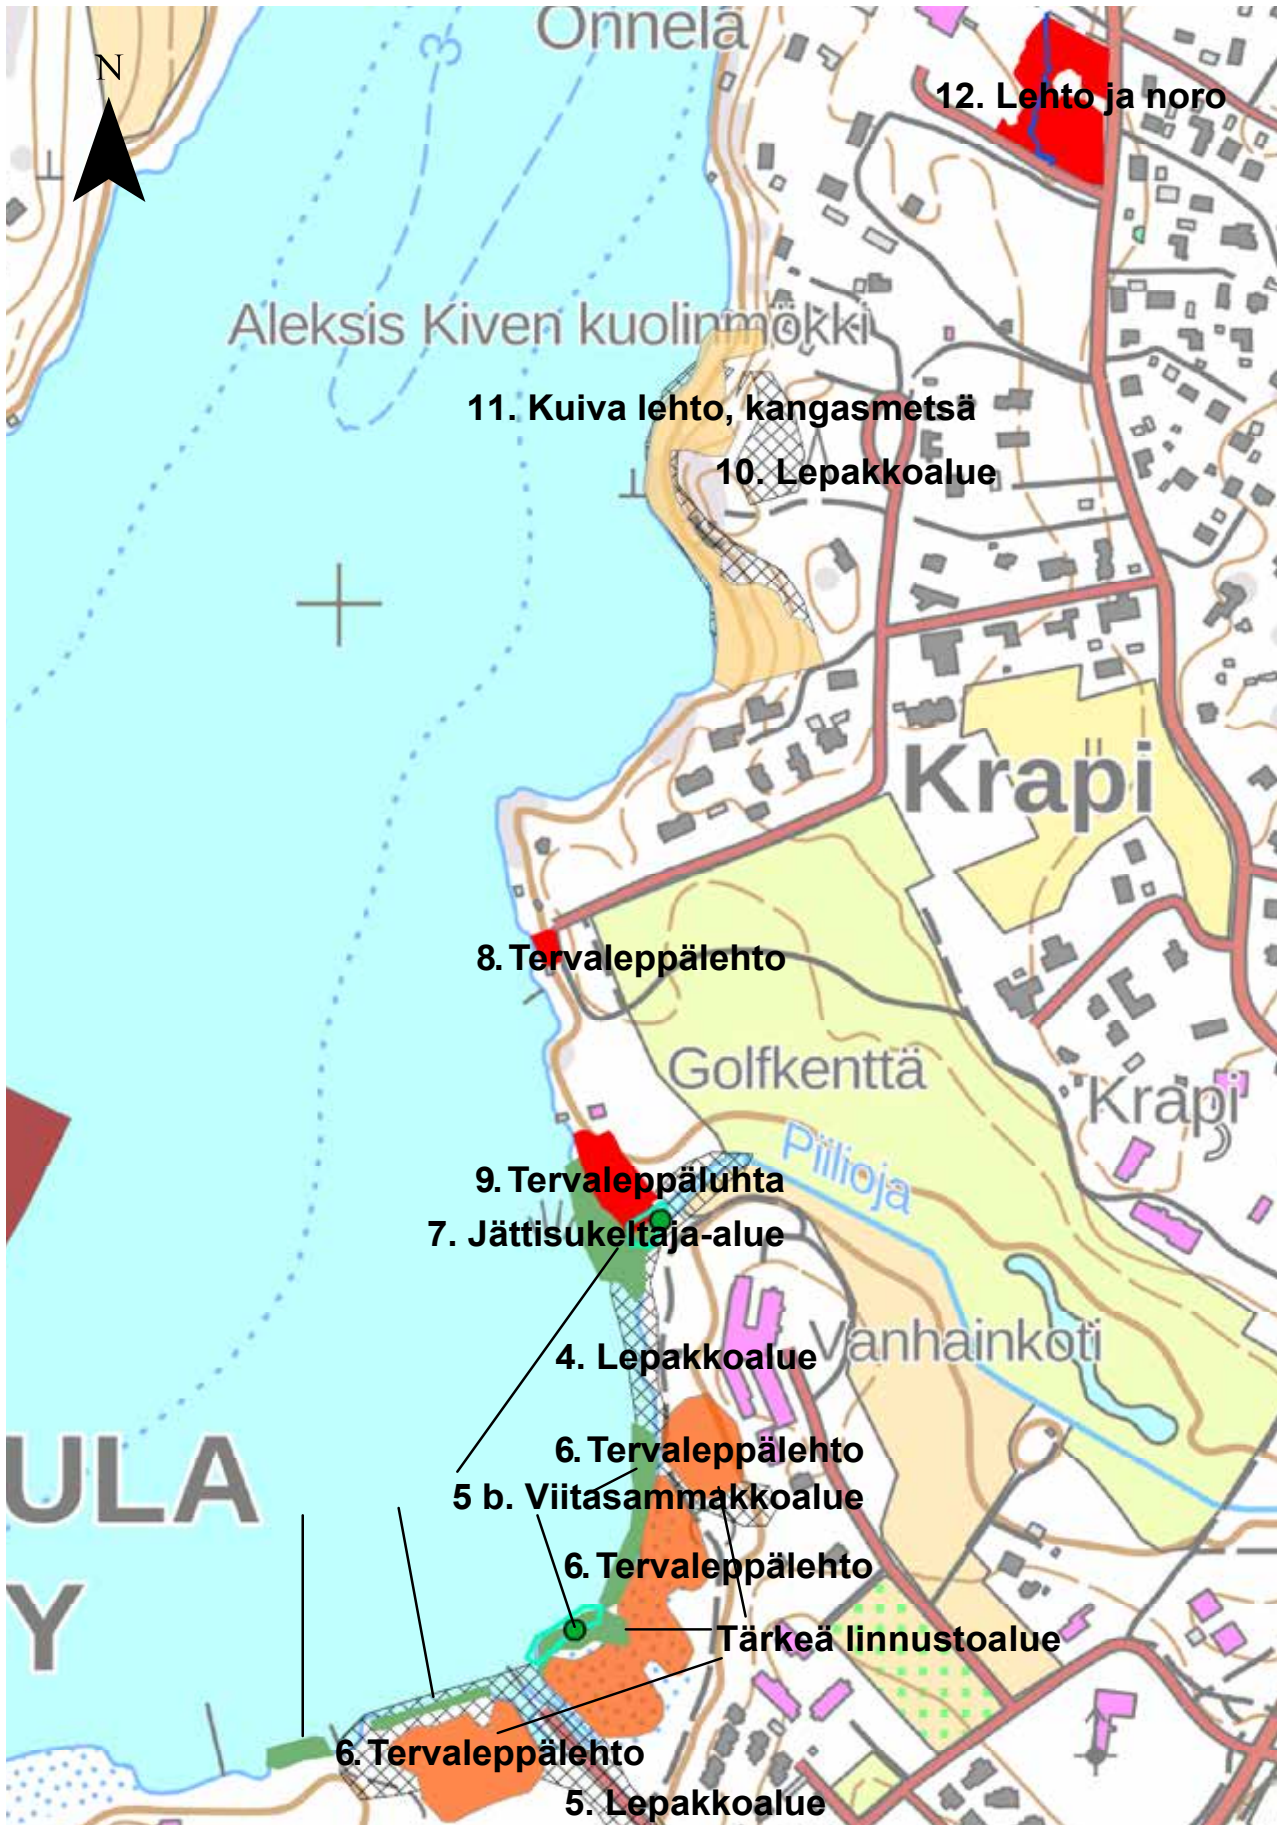 Onnela
N
3
12. Lehto ja noro
Aleksis Kiven kuolinmökki
11. Kuiva lehto, kangasmetsä
10. Lepakkoalue
Krapi
8. Tervaleppälehto
Golfkenttä
Krapi
Piilioja
9. Tervaleppäluhta
7. Jättisukeltaja-alue
Vanhainkoti
4. Lepakkoalue
6. Tervaleppälehto
ULA
5 b. Viitasammakkoalue
6. Tervaleppälehto
Y
Tärkeä linnustoalue
6. Tervaleppälehto
5. Lepakkoalue